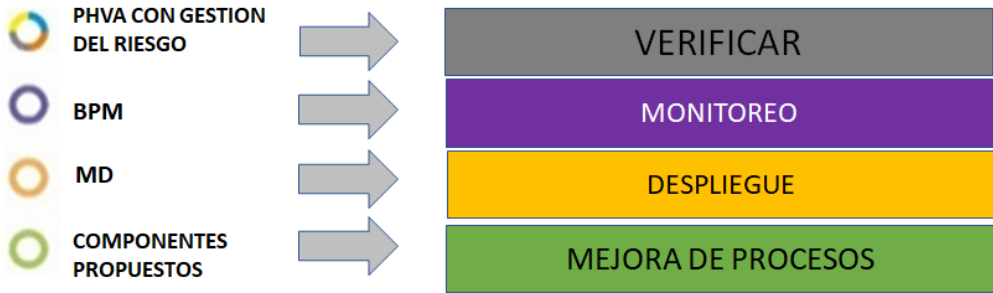 PHVA CON GESTION
DEL RIESGO
VERIFICAR
BPM
MONITOREO
MD
DESPLIEGUE
COMPONENTES
PROPUESTOS
MEJORA DE PROCESOS